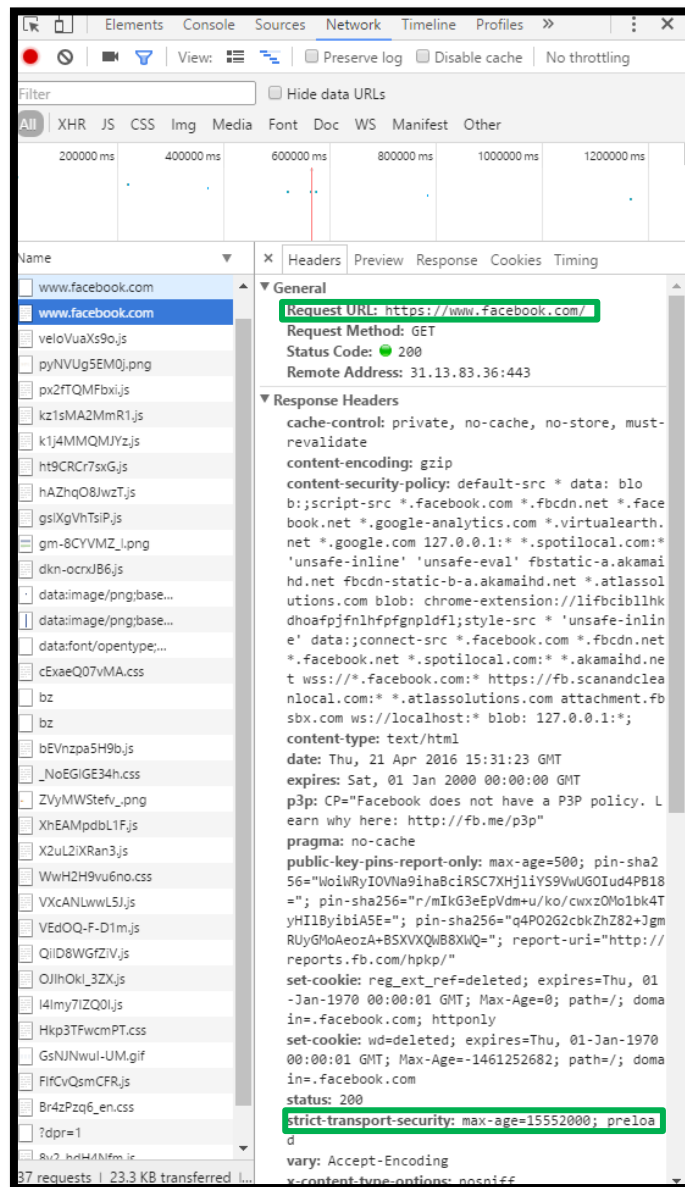 Elements Console Sources Network Timeline Profiles »
View: Preserve log Disable cache No throttling
Filter Hide data URLs
All XHR JS CSS Img Media Font Doc WS Manifest Other
200000 ms 400000 ms 600000 ms 800000 ms 1000000 ms 1200000 ms
Name
www.facebook.com
www.facebook.com
veIoVuaXs9o.js
pyNVUg5EM0j.png
px2fTQMFbxi.js
kz1sMA2MmR1.js
k1j4MMQMJYz.js
ht9CRCr7sxG.js
hAZhqO8JwzT.js
gsIXgVhTsiP.js
gm-8CYVMZ_I.png
dkn-ocrxJB6.js
data:image/png;base...
data:image/png;base...
data:font/opentype;...
cExaeQ07vMA.css
bz
bz
bEVnzpa5H9b.js
_NoEGlGE34h.css
ZVyMWStefv_.png
XhEAMpdbL1F.js
X2uL2iXRan3.js
WwH2H9vu6no.css
VXcANLwwL5J.js
VEdOQ-F-D1m.js
QiID8WGfZiV.js
OJIhOkI_3ZX.js
I4Imy7IZQ0I.js
Hkp3TFwcmPT.css
GsNJNwuI-UM.gif
FIfCvQsmCFR.js
Br4zPzq6_en.css
?dpr=1
8v2_hdH4Nfm.js
37 requests | 23.3 KB transferred |...
× Headers Preview Response Cookies Timing
General
Request URL: https://www.facebook.com/
Request Method: GET
Status Code: 200
Remote Address: 31.13.83.36:443
Response Headers
cache-control: private, no-cache, no-store, must-
revalidate
content-encoding: gzip
content-security-policy: default-src * data: blo
b:;script-src *.facebook.com *.fbcdn.net *.face
book.net *.google-analytics.com *.virtualearth.
net *.google.com 127.0.0.1:* *.spotilocal.com:*
'unsafe-inline' 'unsafe-eval' fbstatic-a.akamai
hd.net fbcdn-static-b-a.akamaihd.net *.atlassol
utions.com blob: chrome-extension://lifbcibllhk
dhoafpjfnlhfpfgnpldfl;style-src * 'unsafe-inlin
e' data:;connect-src *.facebook.com *.fbcdn.net
*.facebook.net *.spotilocal.com:* *.akamaihd.ne
t wss://*.facebook.com:* https://fb.scanandclea
nlocal.com:* *.atlassolutions.com attachment.fb
sbx.com ws://localhost:* blob: 127.0.0.1:*;
content-type: text/html
date: Thu, 21 Apr 2016 15:31:23 GMT
expires: Sat, 01 Jan 2000 00:00:00 GMT
p3p: CP="Facebook does not have a P3P policy. L
earn why here: http://fb.me/p3p"
pragma: no-cache
public-key-pins-report-only: max-age=500; pin-sha2
56="WoiWRyIOVNa9ihaBciRSC7XHjliYS9VwUGOIud4PB18
="; pin-sha256="r/mIkG3eEpVdm+u/ko/cwxzOMo1bk4T
yHIlByibiA5E="; pin-sha256="q4PO2G2cbkZhZ82+Jgm
RUyGMoAeozA+BSXVXQWB8XWQ="; report-uri="http://
reports.fb.com/hpkp/"
set-cookie: reg_ext_ref=deleted; expires=Thu, 01
-Jan-1970 00:00:01 GMT; Max-Age=0; path=/; doma
in=.facebook.com; httponly
set-cookie: wd=deleted; expires=Thu, 01-Jan-1970
00:00:01 GMT; Max-Age=-1461252682; path=/; doma
in=.facebook.com
status: 200
strict-transport-security: max-age=15552000; preloa
d
vary: Accept-Encoding
x-content-type-options: nosniff